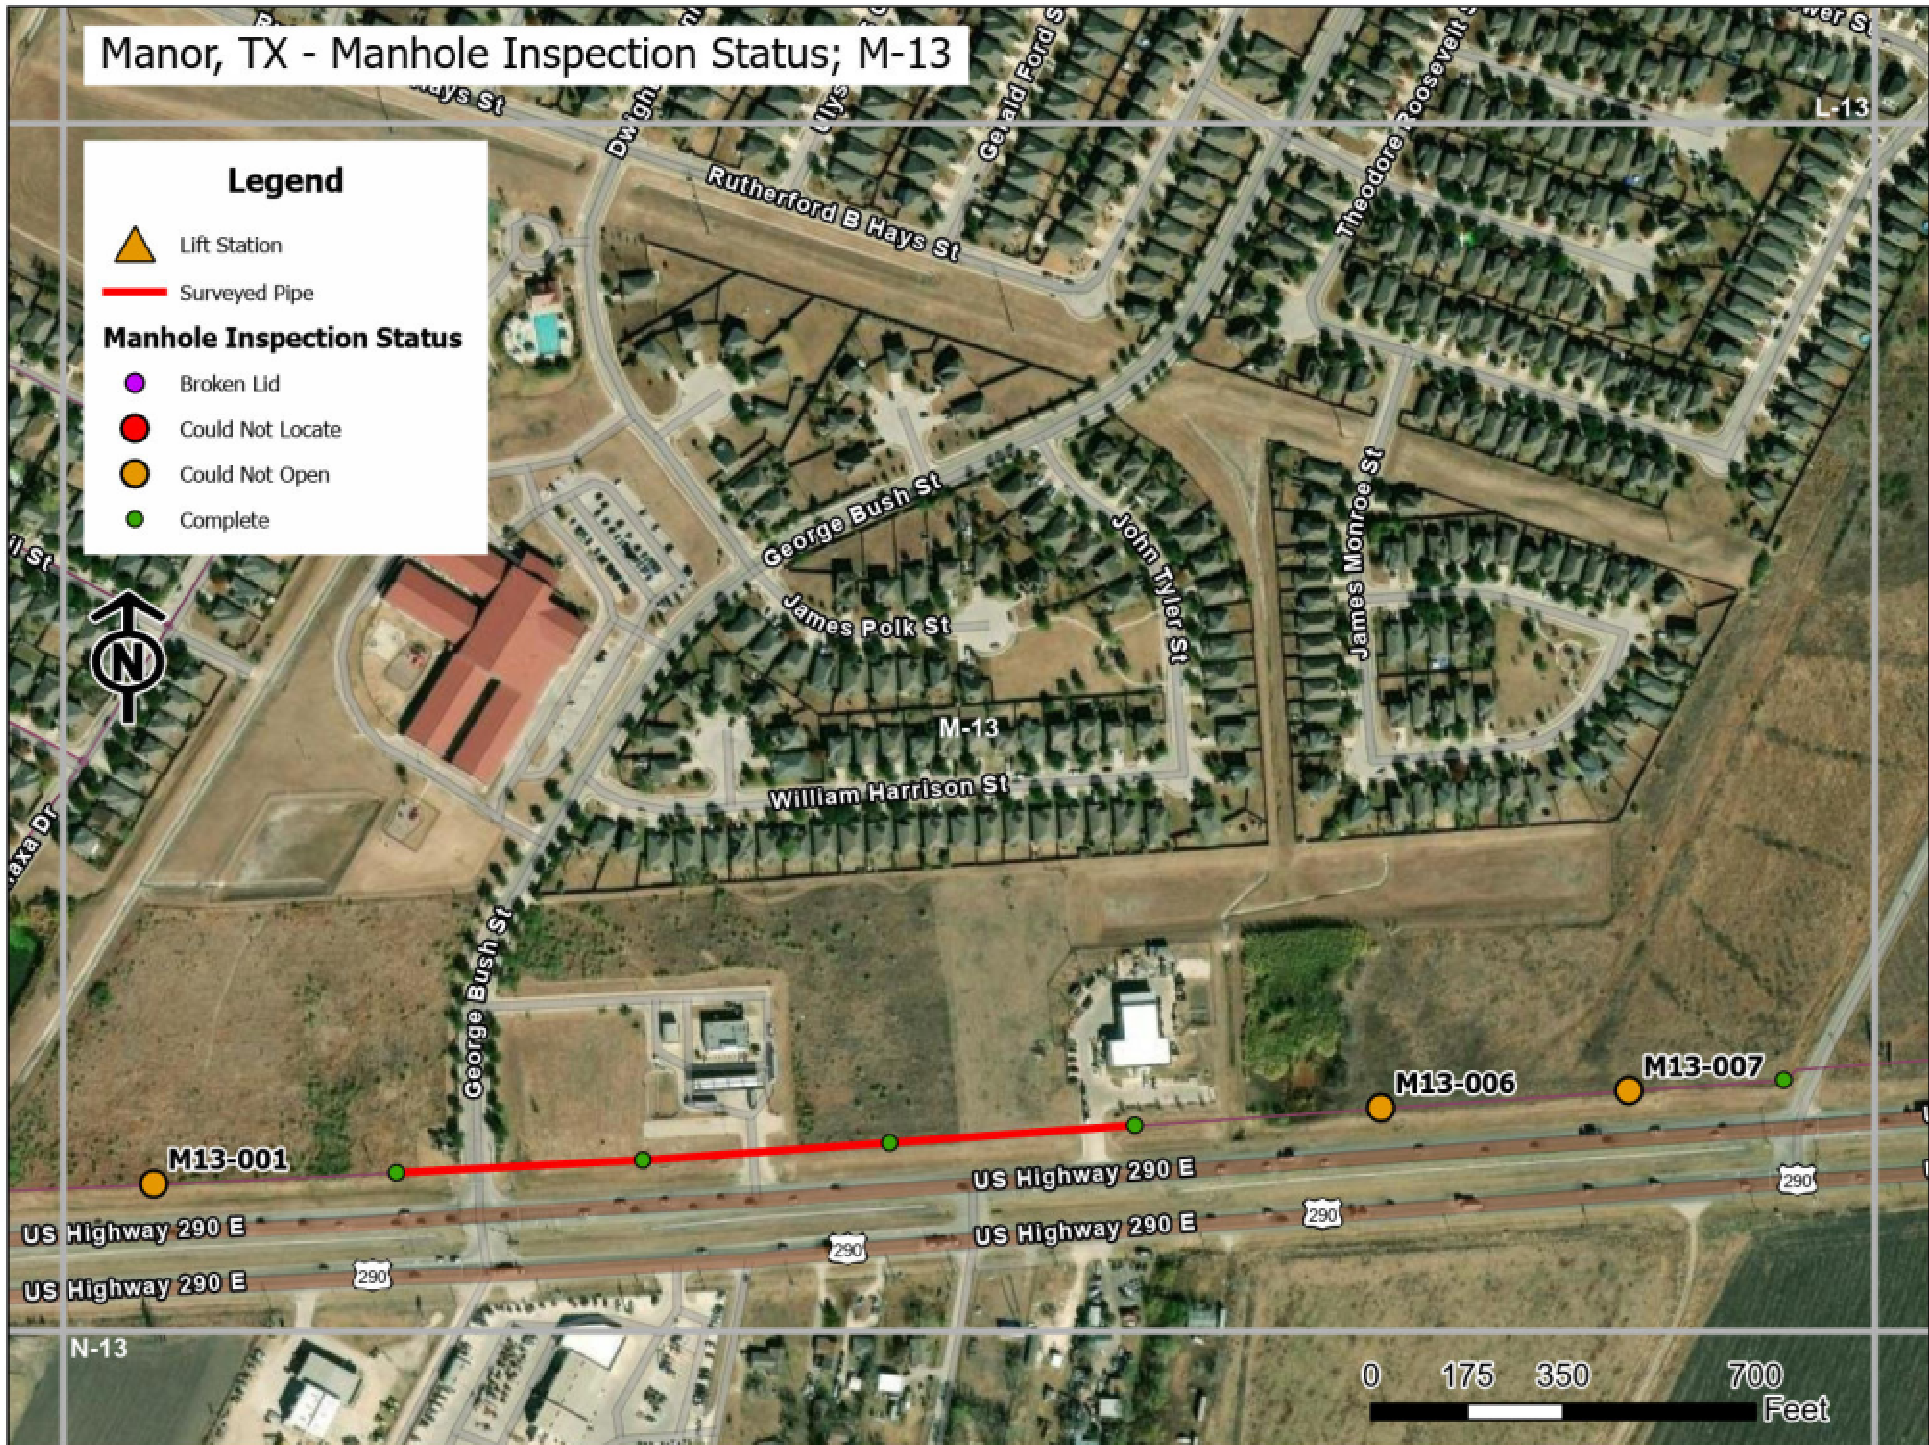 Manor, TX - Manhole Inspection Status; M-13
L-13
Legend
Lift Station
Surveyed Pipe
Manhole Inspection Status
Broken Lid
Could Not Locate
Could Not Open
Complete
N
Rutherford B Hays St
Gerald Ford S
Theodore Roosevelt
George Bush St
John Tyler St
James Monroe St
James Polk St
M-13
William Harrison St
George Bush St
M13-001
M13-006
M13-007
US Highway 290 E
US Highway 290 E
US Highway 290 E
US Highway 290 E
290
290
290
290
N-13
0 175 350 700
Feet